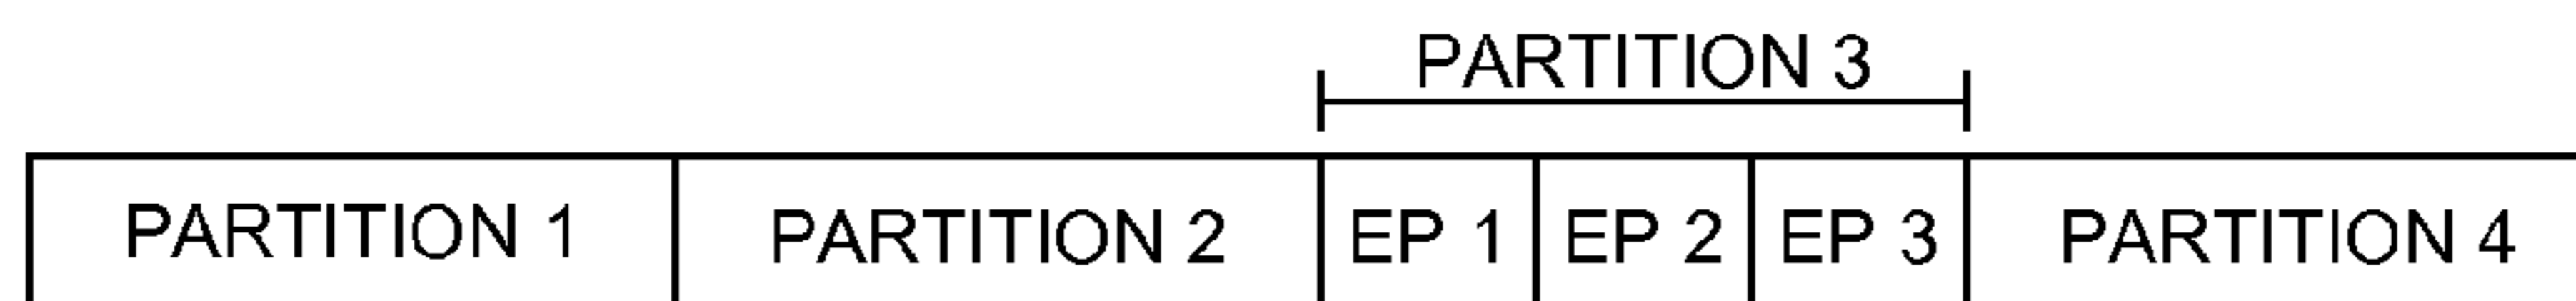 PARTITION 3
PARTITION 1 PARTITION 2 EP 1 EP 2 EP 3 PARTITION 4